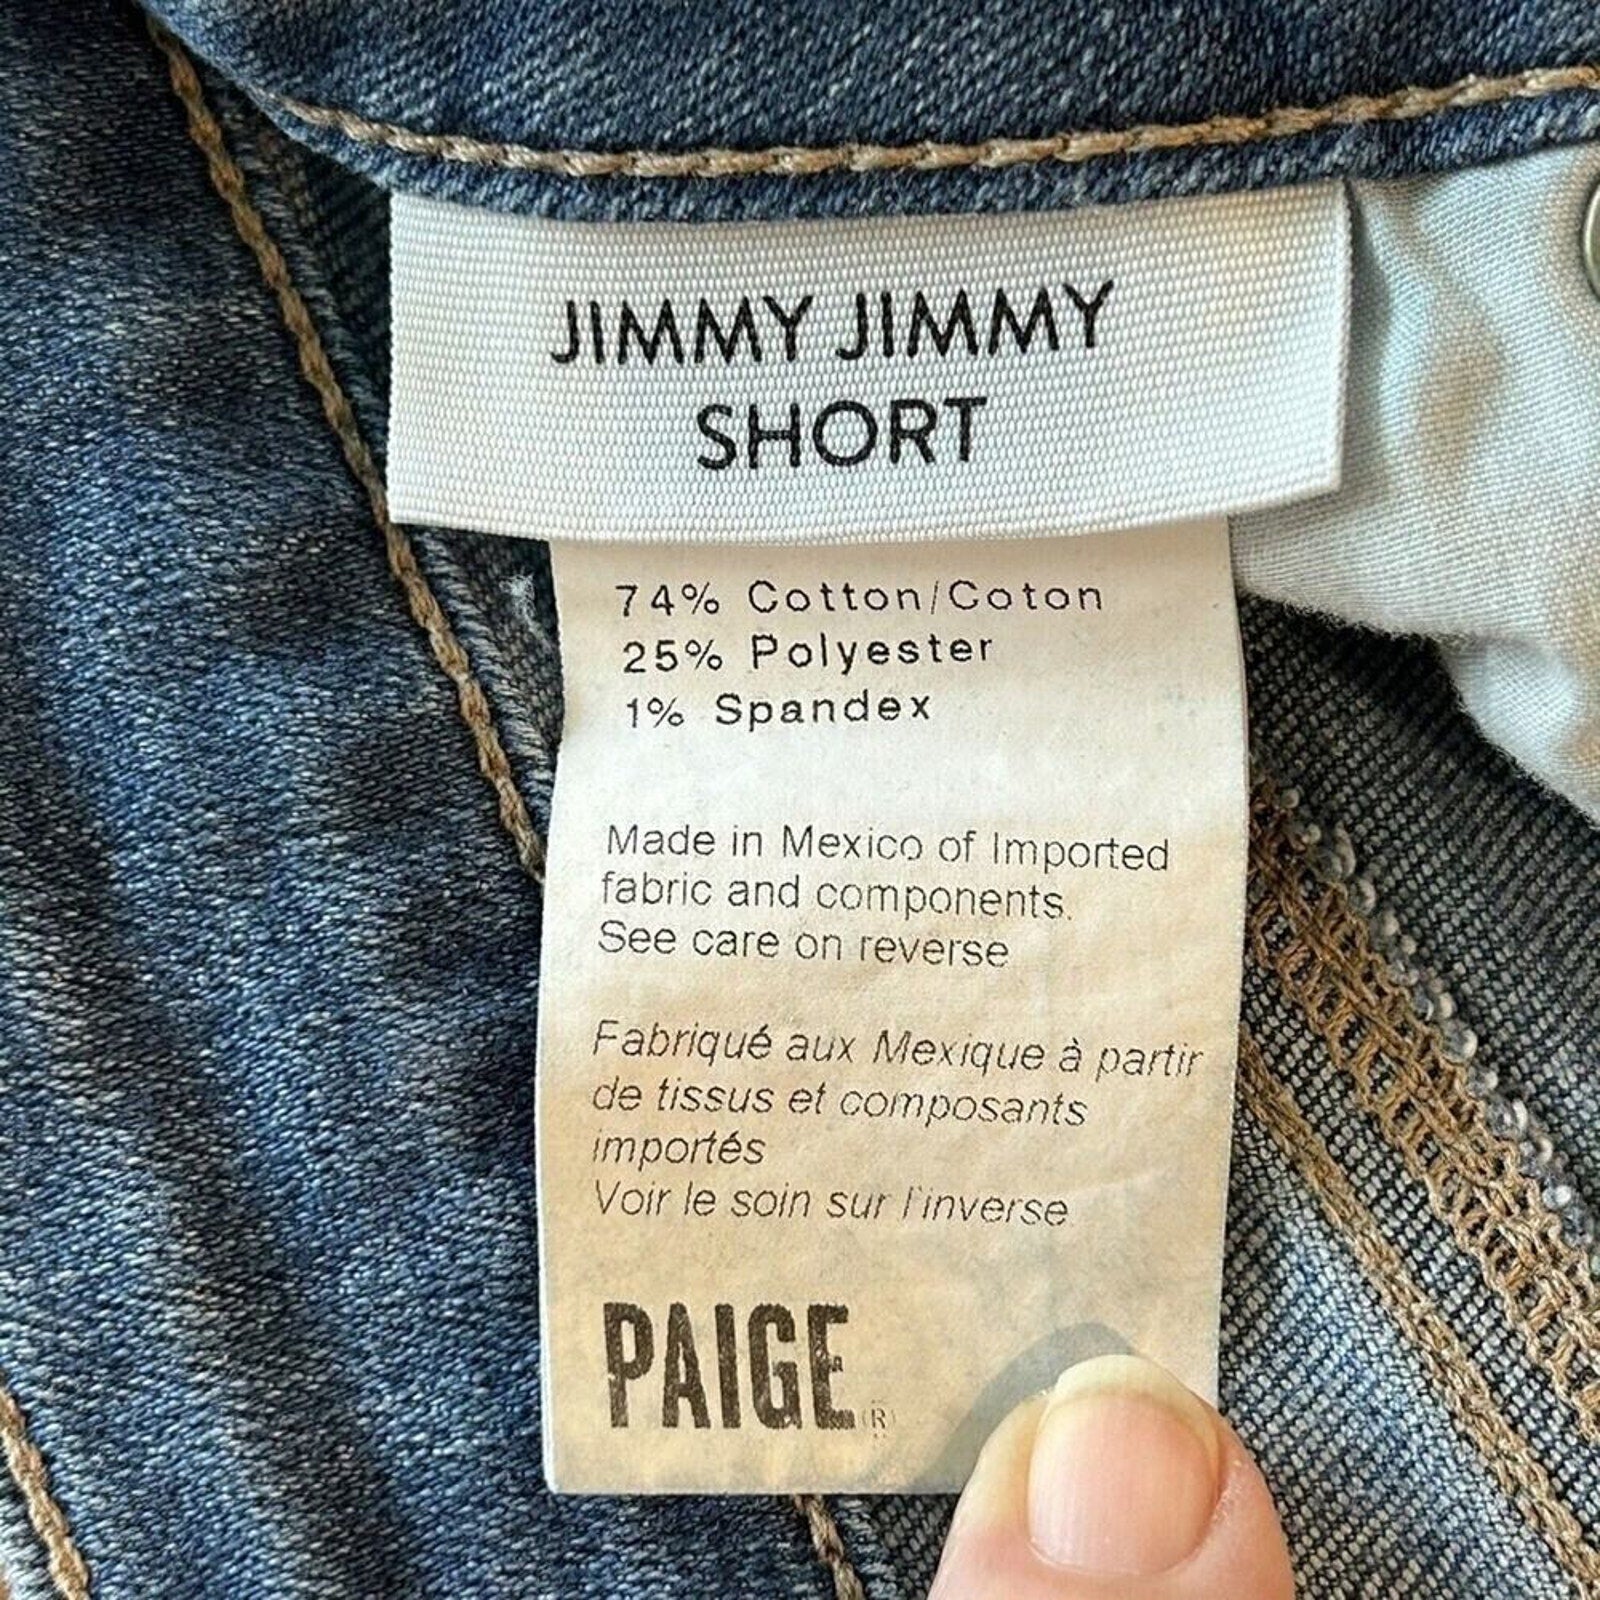 JIMMY JIMMY
SHORT
74% Cotton/Coton
25% Polyester
1% Spandex
Made in Mexico of Imported
fabric and components.
See care on reverse
Fabriqué aux Mexique à partir
de tissus et composants
importés
Voir le soin sur l'inverse
PAIGE (R)